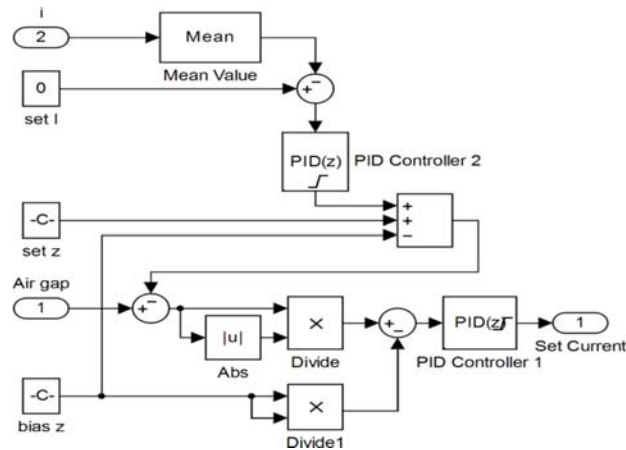 i
2
Mean
Mean Value
+ −
0
set I
PID(z)
PID Controller 2
-C-
set z
+
+
−
Air gap
1
+ −
|u|
Abs
×
Divide
+ −
PID(z)
PID Controller 1
1
Set Current
-C-
bias z
×
Divide1